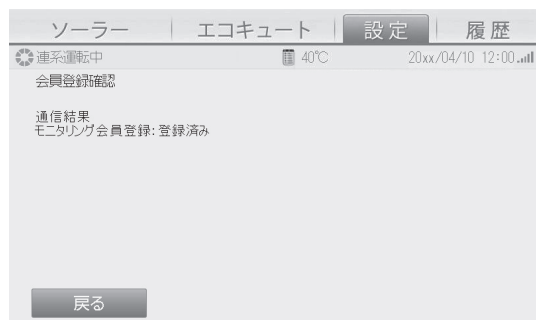 ソーラー エコキュート 設定 履歴
連系運転中 40℃ 20xx/04/10 12:00
会員登録確認
通信結果
モニタリング会員登録:登録済み
戻る